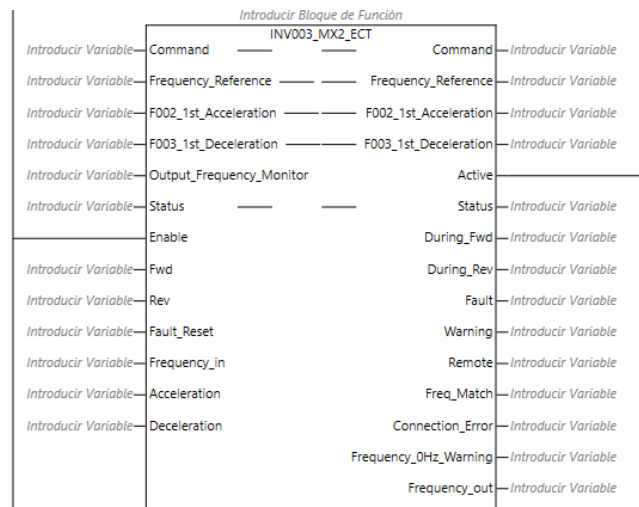 Introducir Bloque de Función
INV003_MX2_ECT
Introducir Variable Command Command Introducir Variable
Introducir Variable Frequency_Reference Frequency_Reference Introducir Variable
Introducir Variable F002_1st_Acceleration F002_1st_Acceleration Introducir Variable
Introducir Variable F003_1st_Deceleration F003_1st_Deceleration Introducir Variable
Introducir Variable Output_Frequency_Monitor Active
Introducir Variable Status Status Introducir Variable
Enable During_Fwd Introducir Variable
Introducir Variable Fwd During_Rev Introducir Variable
Introducir Variable Rev Fault Introducir Variable
Introducir Variable Fault_Reset Warning Introducir Variable
Introducir Variable Frequency_in Remote Introducir Variable
Introducir Variable Acceleration Freq_Match Introducir Variable
Introducir Variable Deceleration Connection_Error Introducir Variable
Frequency_0Hz_Warning Introducir Variable
Frequency_out Introducir Variable